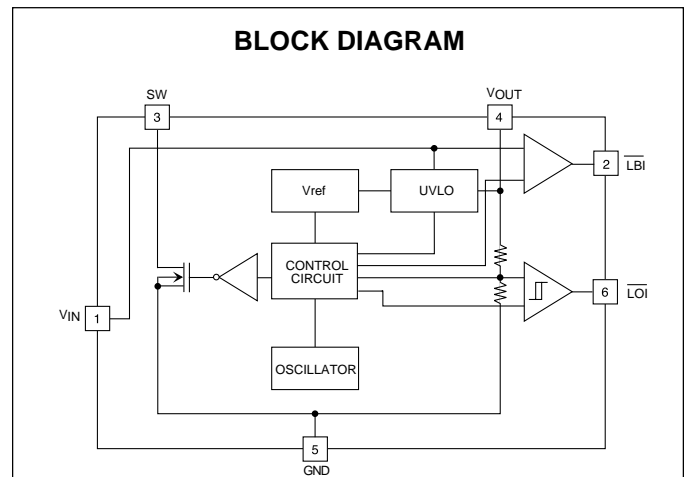 BLOCK DIAGRAM
SW
VOUT
3
4
2
LBI
Vref
UVLO
CONTROL
CIRCUIT
6
LOI
VIN
1
OSCILLATOR
5
GND